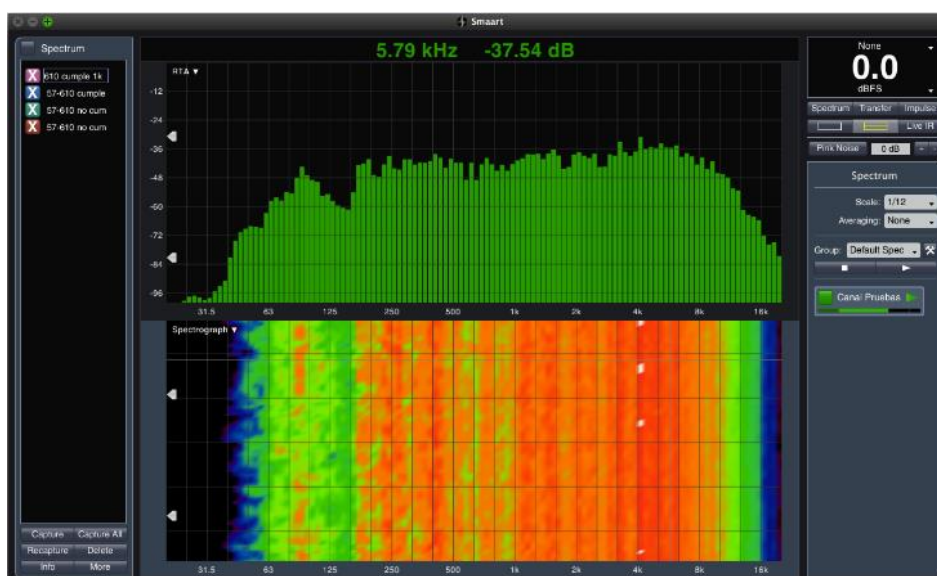 Smaart
Spectrum
610 cumple 1k
57-610 cumple
57-610 no cum
57-610 no cum
Capture Capture All
Recapture Delete
Info More
5.79 kHz -37.54 dB
RTA
-12
-24
-36
-48
-60
-72
-84
-96
31.5 63 125 250 500 1k 2k 4k 8k 16k
Spectrograph
31.5 63 125 250 500 1k 2k 4k 8k 16k
None
0.0
dBFS
Spectrum Transfer Impulse
Live IR
Pink Noise 0 dB + -
Spectrum
Scale: 1/12
Averaging: None
Group: Default Spec
Canal Pruebas